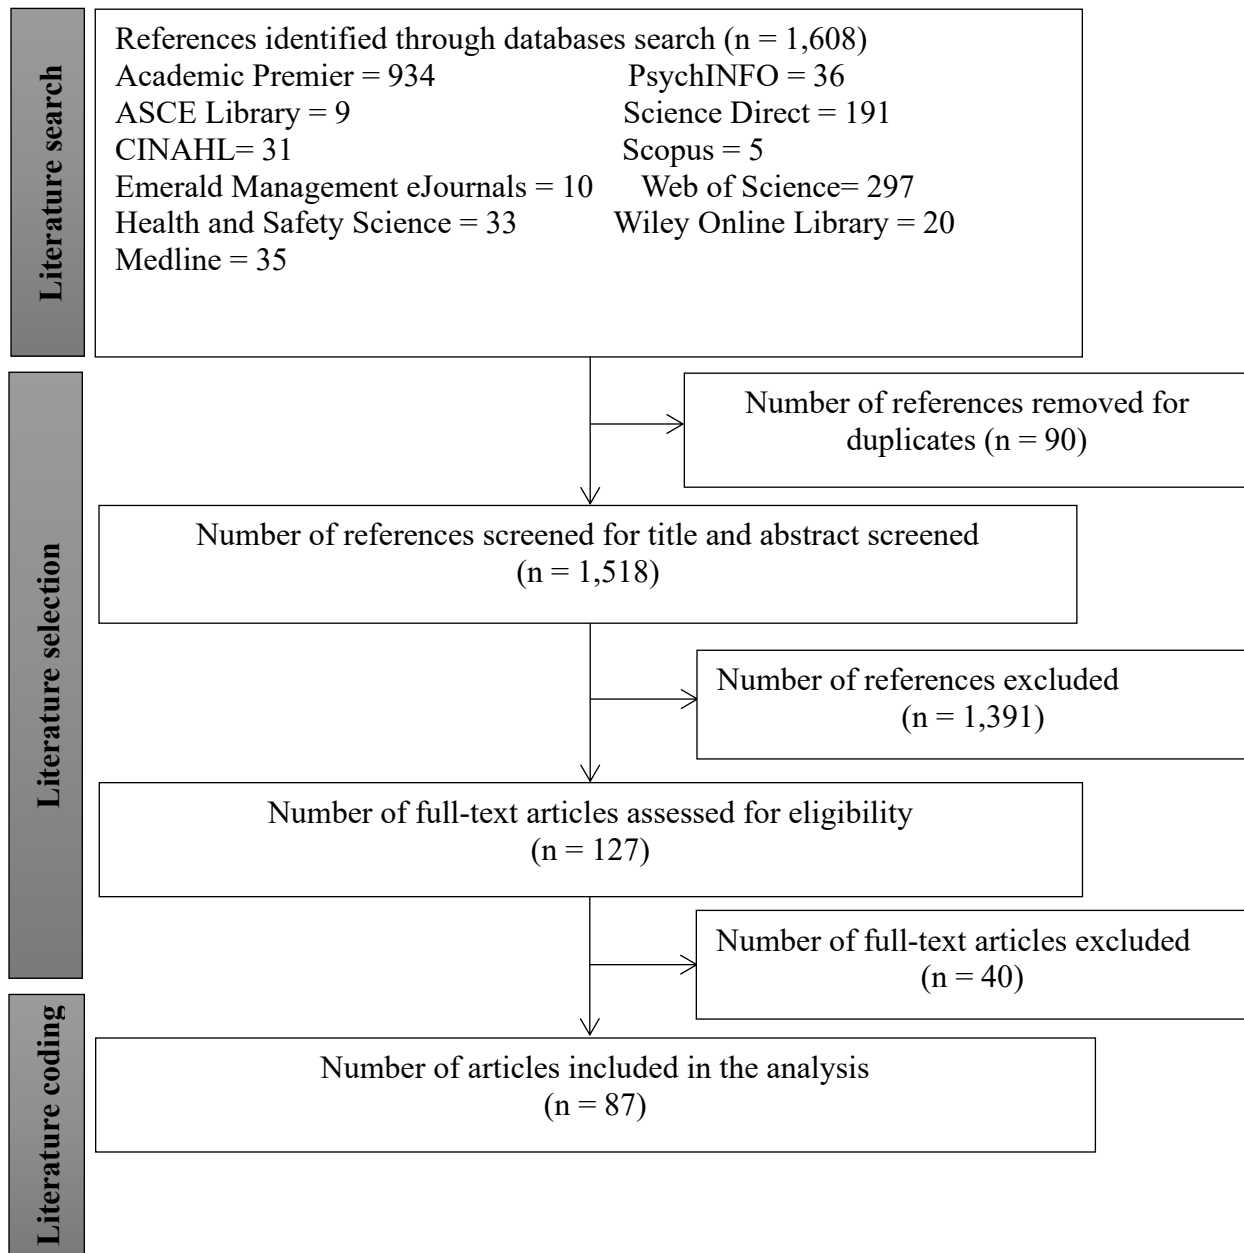 Literature search
References identified through databases search (n = 1,608)
Academic Premier = 934 PsychINFO = 36
ASCE Library = 9 Science Direct = 191
CINAHL= 31 Scopus = 5
Emerald Management eJournals = 10 Web of Science= 297
Health and Safety Science = 33 Wiley Online Library = 20
Medline = 35
Literature selection
Number of references removed for
duplicates (n = 90)
Number of references screened for title and abstract screened
(n = 1,518)
Number of references excluded
(n = 1,391)
Number of full-text articles assessed for eligibility
(n = 127)
Number of full-text articles excluded
(n = 40)
Literature coding
Number of articles included in the analysis
(n = 87)